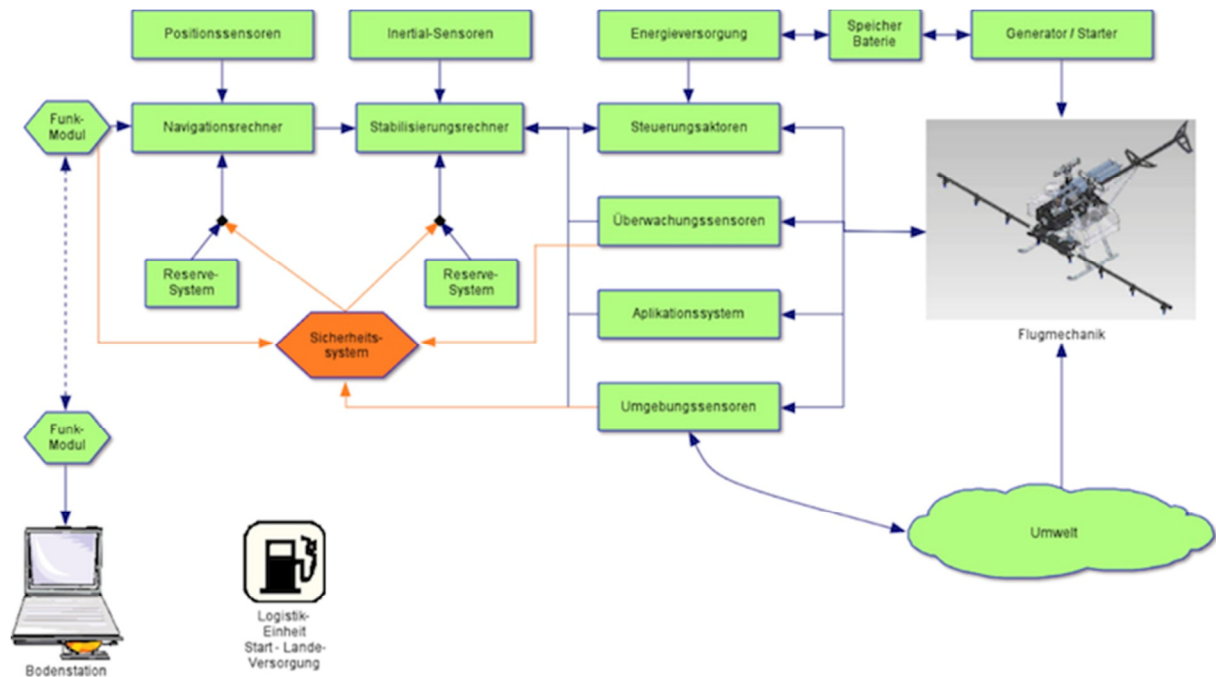 Positionssensoren
Inertial-Sensoren
Energieversorgung
Speicher
Baterie
Generator / Starter
Funk-
Modul
Navigationsrechner
Stabilisierungsrechner
Steuerungsaktoren
Überwachungssensoren
Reserve-
System
Reserve-
System
Aplikationssystem
Sicherheits-
system
Flugmechanik
Umgebungssensoren
Funk-
Modul
Umwelt
Logistik-
Einheit
Start - Lande-
Versorgung
Bodenstation